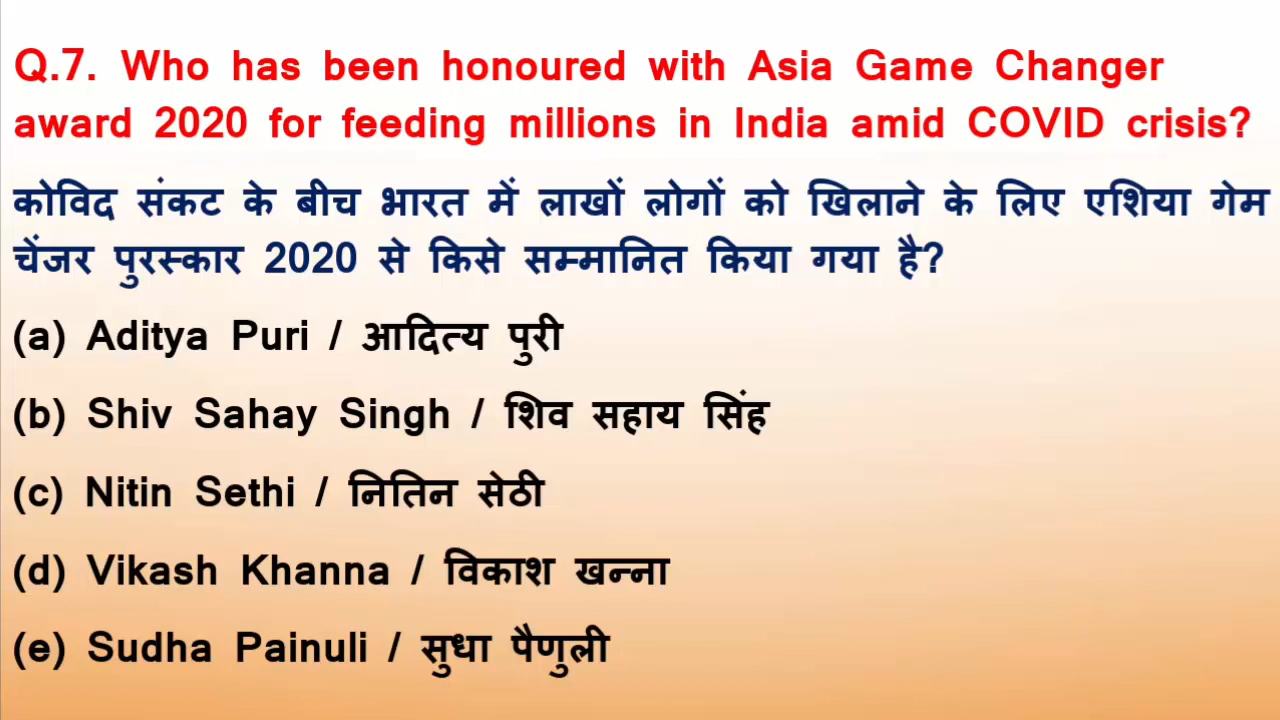 Q.7. Who has been honoured with Asia Game Changer
award 2020 for feeding millions in India amid COVID crisis?
कोविद संकट के बीच भारत में लाखों लोगों को खिलाने के लिए एशिया गेम
चेंजर पुरस्कार 2020 से किसे सम्मानित किया गया है?
(a) Aditya Puri / आदित्य पुरी
(b) Shiv Sahay Singh / शिव सहाय सिंह
(c) Nitin Sethi / नितिन सेठी
(d) Vikash Khanna / विकाश खन्ना
(e) Sudha Painuli / सुधा पैणुली